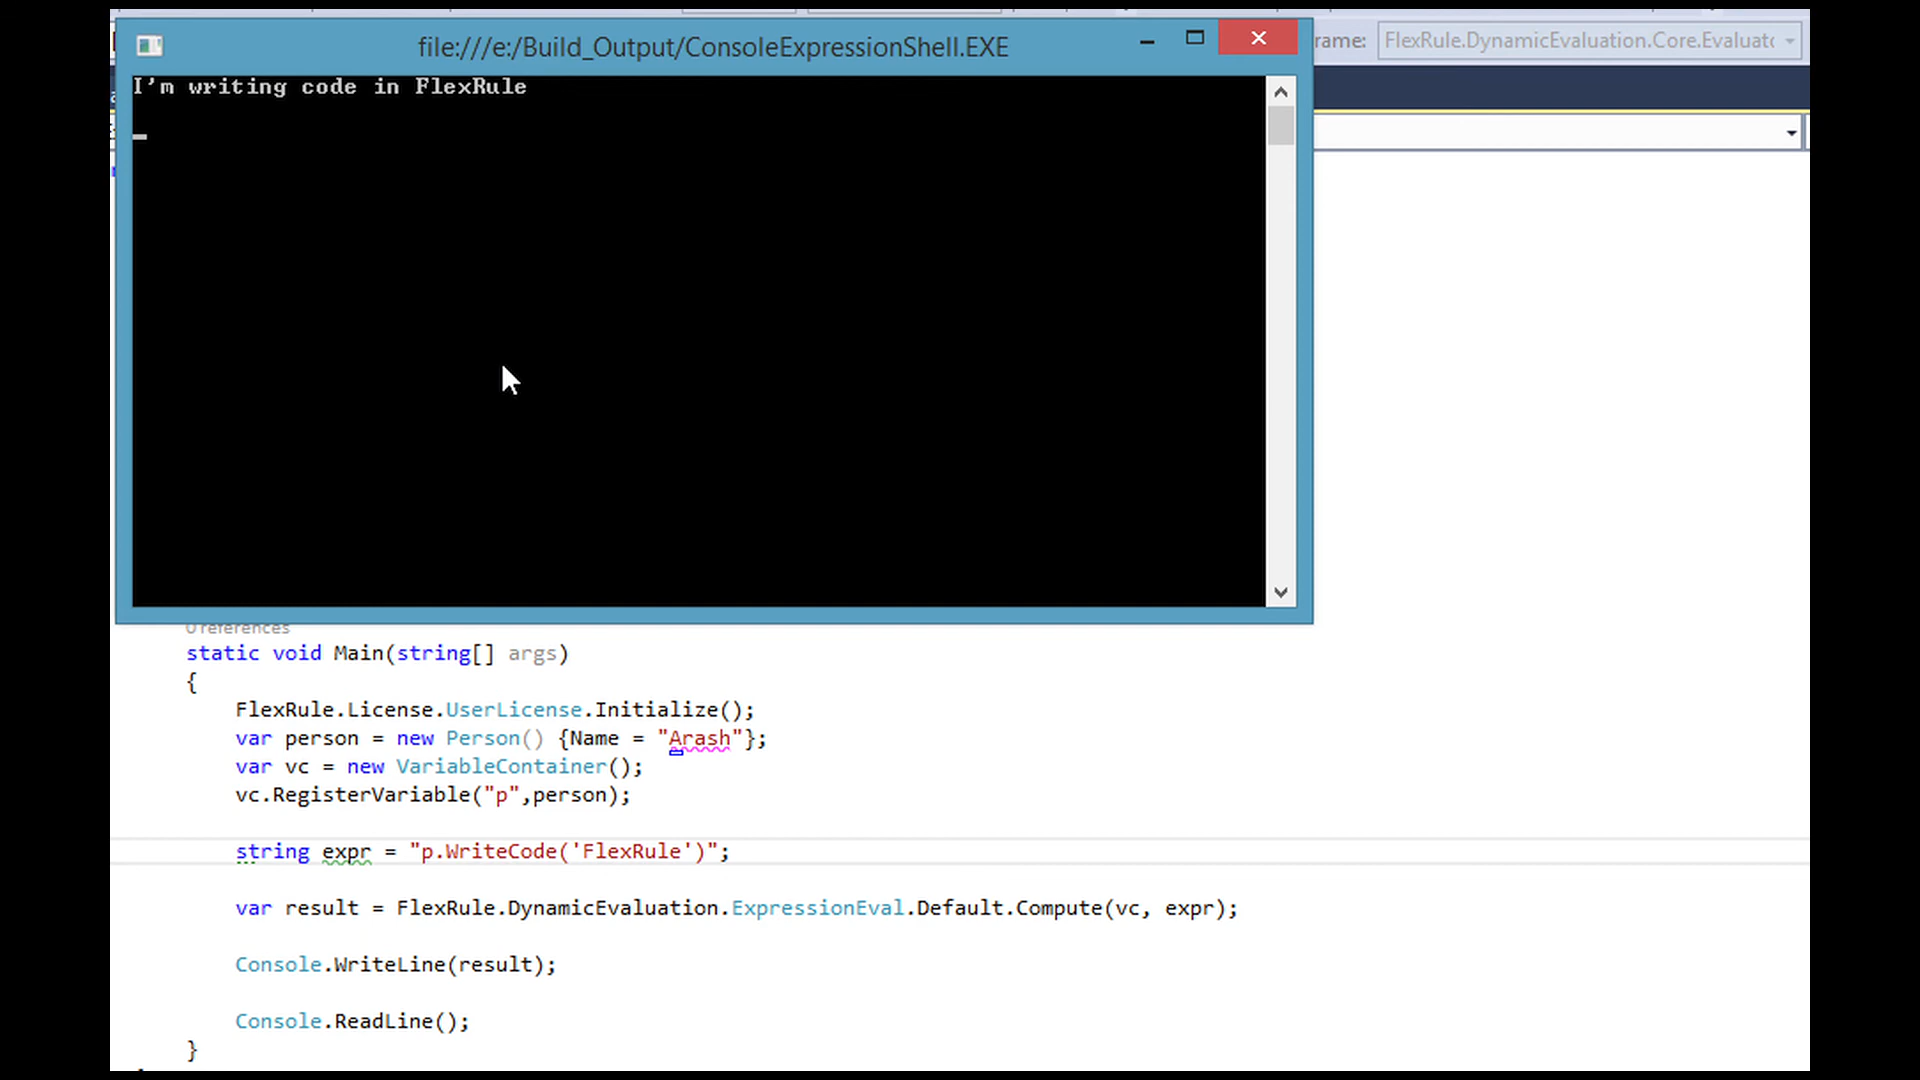 file:///e:/Build_Output/ConsoleExpressionShell.EXE
rame: FlexRule.DynamicEvaluation.Core.Evaluat
I'm writing code in FlexRule
0 references
static void Main(string[] args)
{
FlexRule.License.UserLicense.Initialize();
var person = new Person() {Name = "Arash"};
var vc = new VariableContainer();
vc.RegisterVariable("p",person);
string expr = "p.WriteCode('FlexRule')";
var result = FlexRule.DynamicEvaluation.ExpressionEval.Default.Compute(vc, expr);
Console.WriteLine(result);
Console.ReadLine();
}